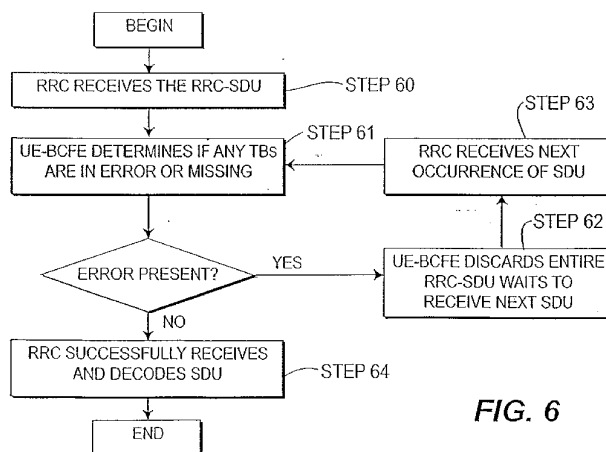 BEGIN
RRC RECEIVES THE RRC-SDU
STEP 60
UE-BCFE DETERMINES IF ANY TBs
ARE IN ERROR OR MISSING
STEP 61
STEP 63
RRC RECEIVES NEXT
OCCURRENCE OF SDU
ERROR PRESENT?
YES
STEP 62
UE-BCFE DISCARDS ENTIRE
RRC-SDU WAITS TO
RECEIVE NEXT SDU
NO
RRC SUCCESSFULLY RECEIVES
AND DECODES SDU
STEP 64
END
FIG. 6